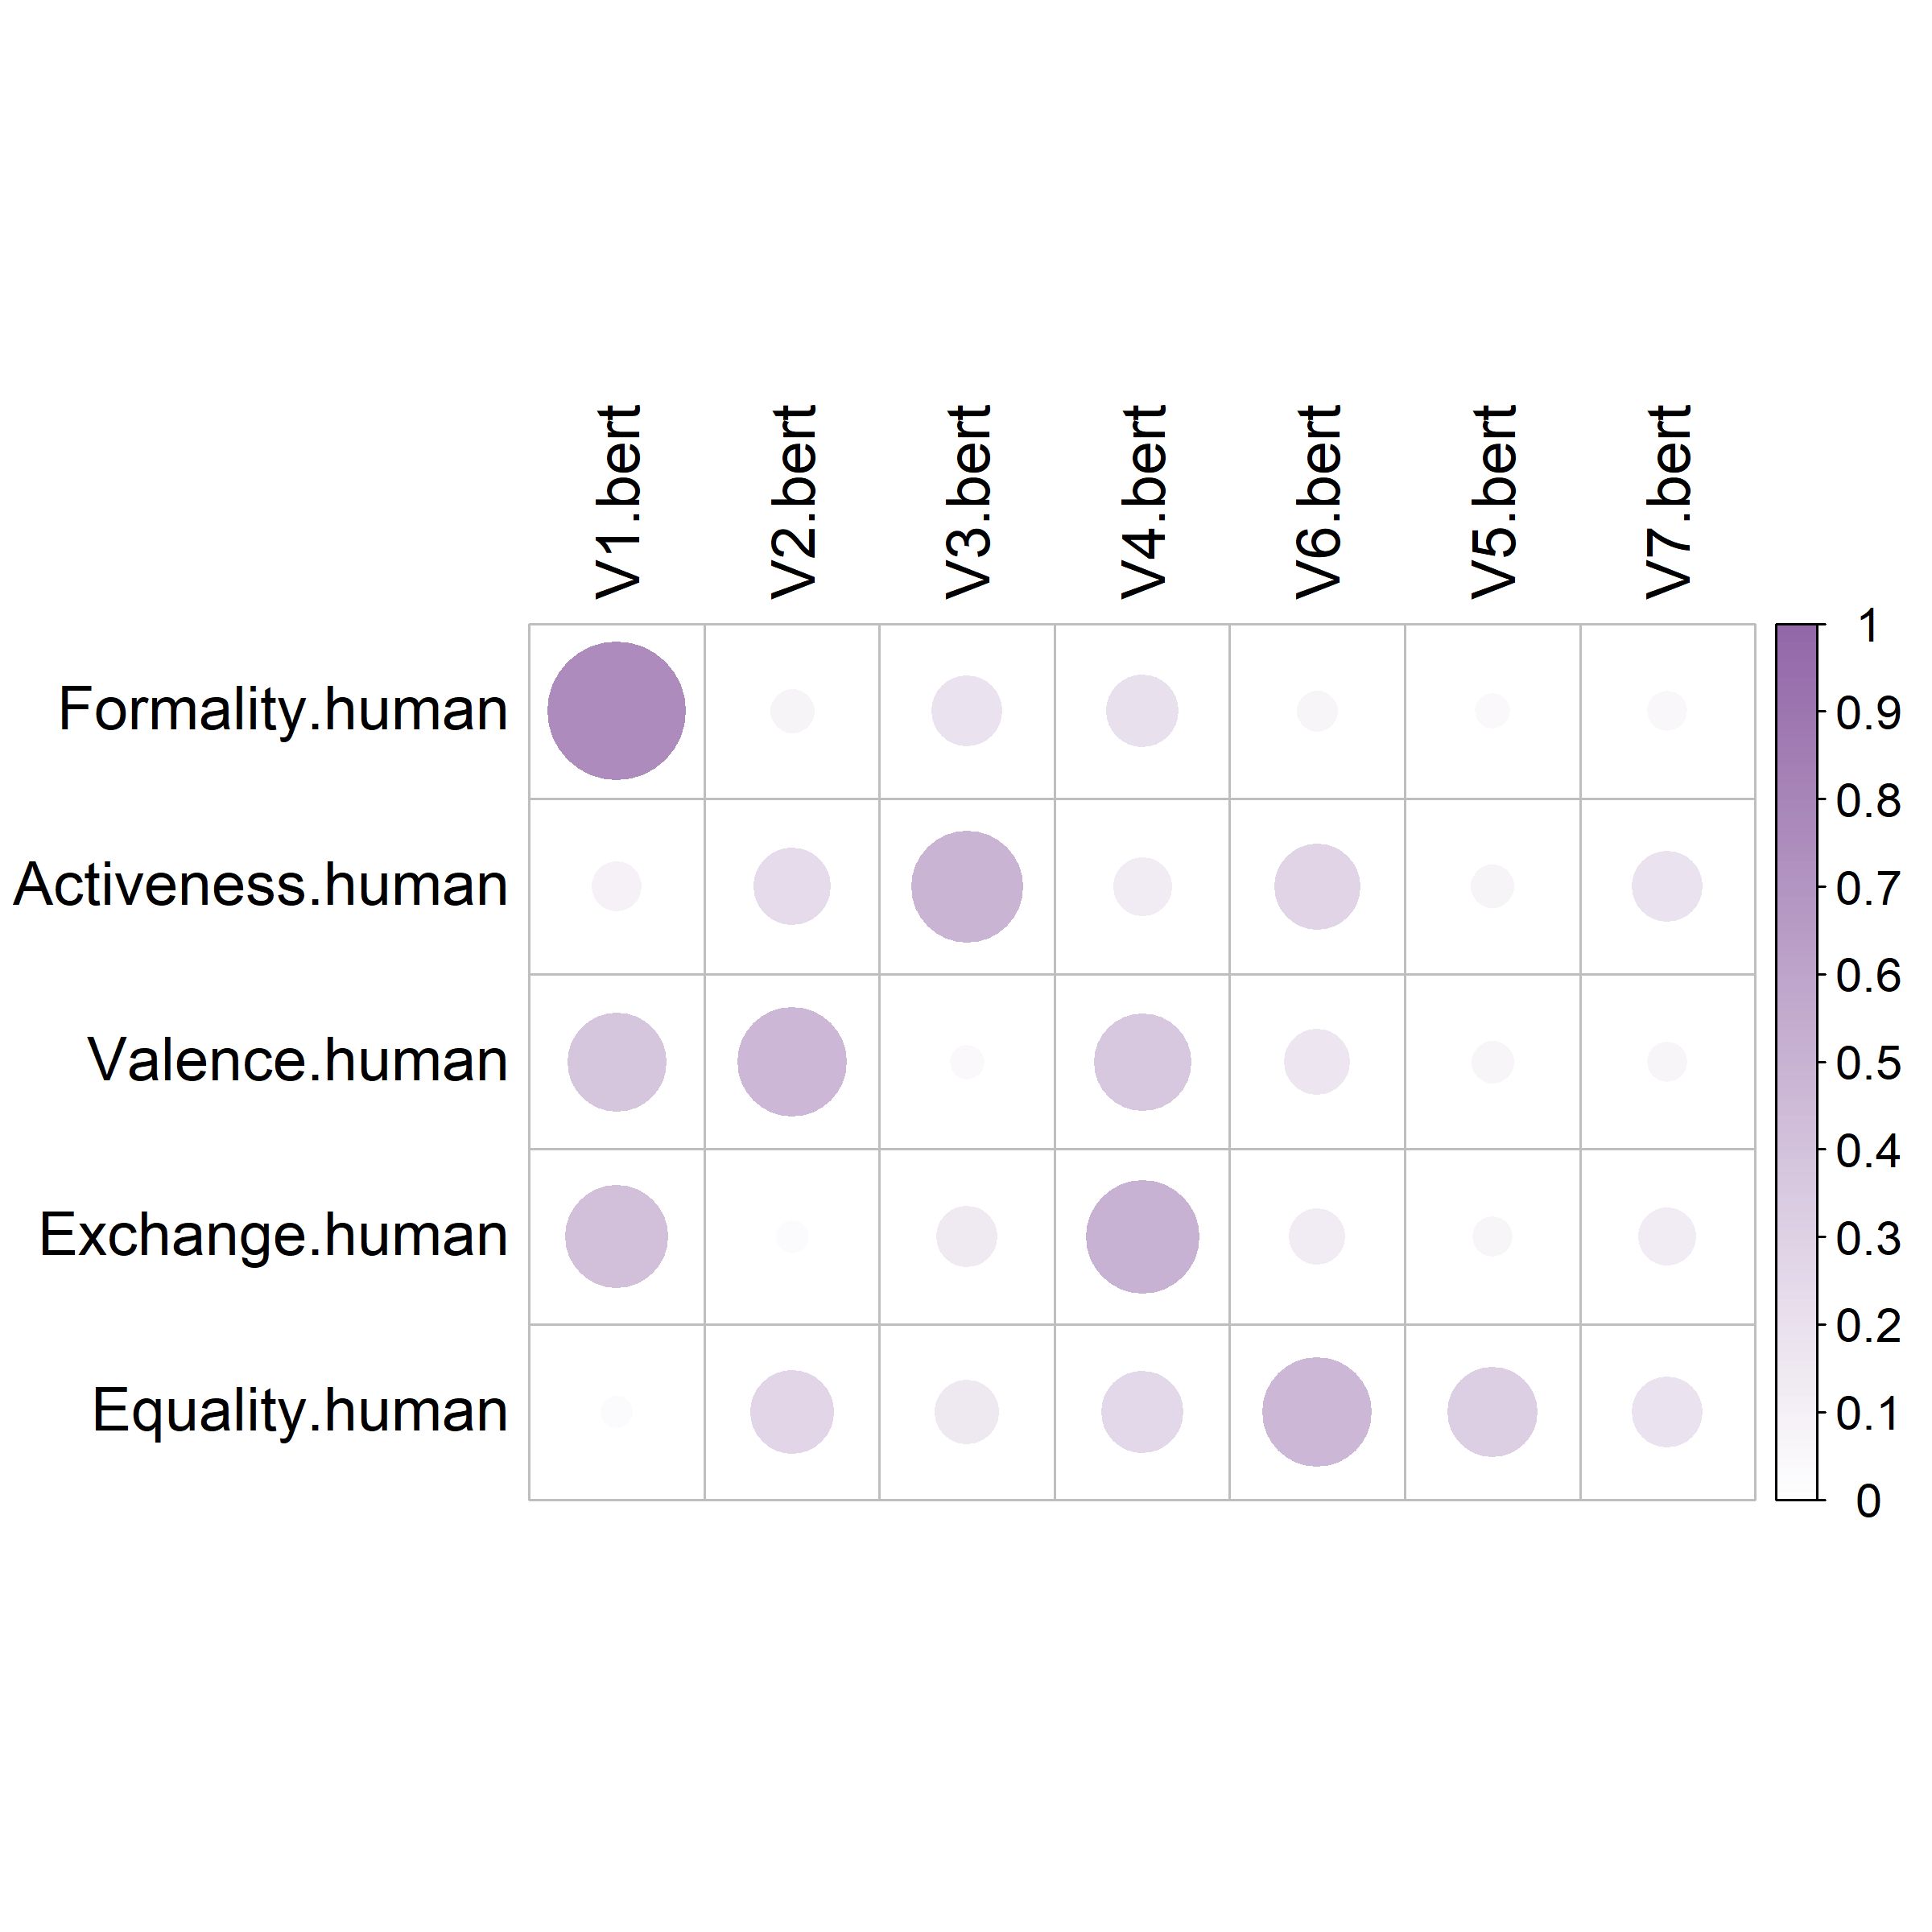 V1.bert
V2.bert
V3.bert
V4.bert
V6.bert
V5.bert
V7.bert
Formality.human
Activeness.human
Valence.human
Exchange.human
Equality.human
1
0.9
0.8
0.7
0.6
0.5
0.4
0.3
0.2
0.1
0